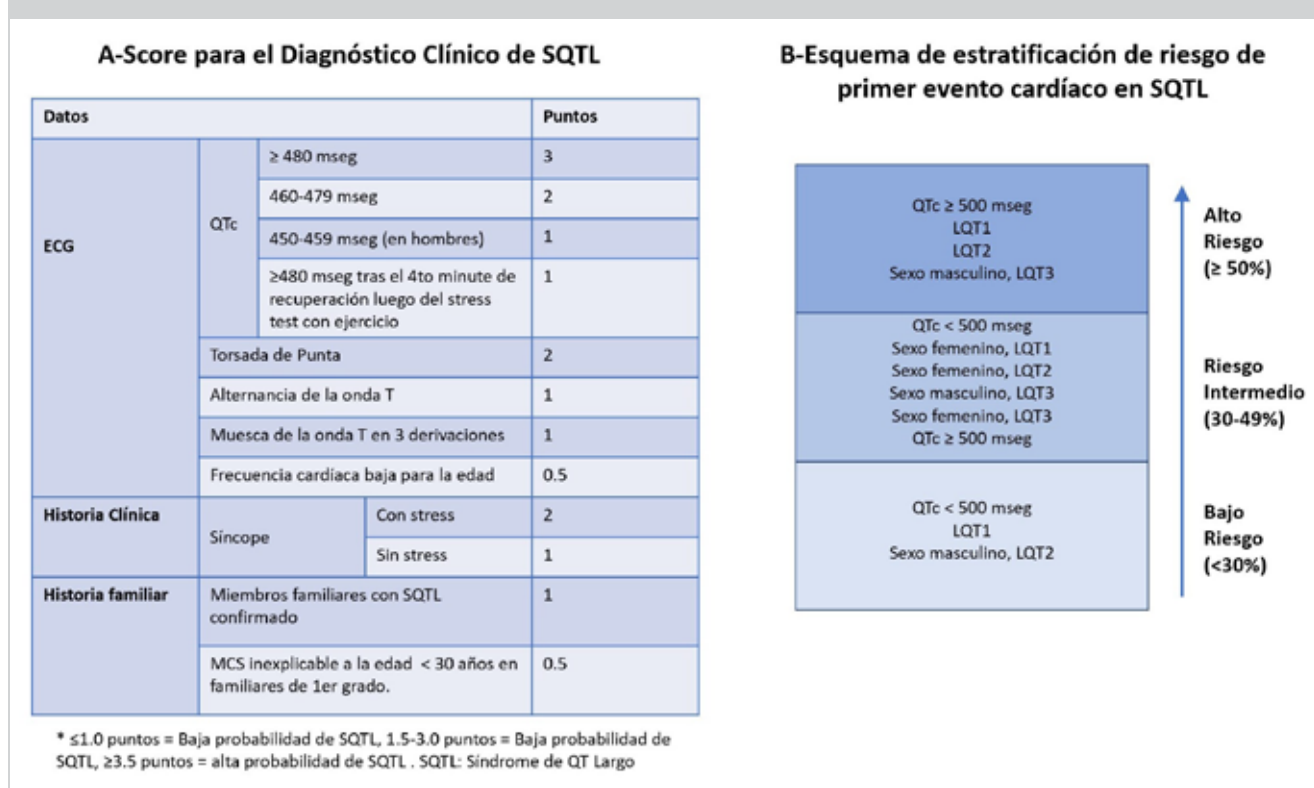 A-Score para el Diagnóstico Clínico de SQTL
Datos
Puntos
ECG
QTc
≥ 480 mseg
3
460-479 mseg
2
450-459 mseg (en hombres)
1
≥480 mseg tras el 4to minute de
recuperación luego del stress
test con ejercicio
1
Torsada de Punta
2
Alternancia de la onda T
1
Muesca de la onda T en 3 derivaciones
1
Frecuencia cardíaca baja para la edad
0.5
Historia Clínica
Síncope
Con stress
2
Sin stress
1
Historia familiar
Miembros familiares con SQTL
confirmado
1
MCS inexplicable a la edad < 30 años en
familiares de 1er grado.
0.5
* ≤1.0 puntos = Baja probabilidad de SQTL, 1.5-3.0 puntos = Baja probabilidad de
SQTL, ≥3.5 puntos = alta probabilidad de SQTL . SQTL: Síndrome de QT Largo
B-Esquema de estratificación de riesgo de
primer evento cardíaco en SQTL
QTc ≥ 500 mseg
LQT1
LQT2
Sexo masculino, LQT3
Alto
Riesgo
(≥ 50%)
QTc < 500 mseg
Sexo femenino, LQT1
Sexo femenino, LQT2
Sexo masculino, LQT3
Sexo femenino, LQT3
QTc ≥ 500 mseg
Riesgo
Intermedio
(30-49%)
QTc < 500 mseg
LQT1
Sexo masculino, LQT2
Bajo
Riesgo
(<30%)